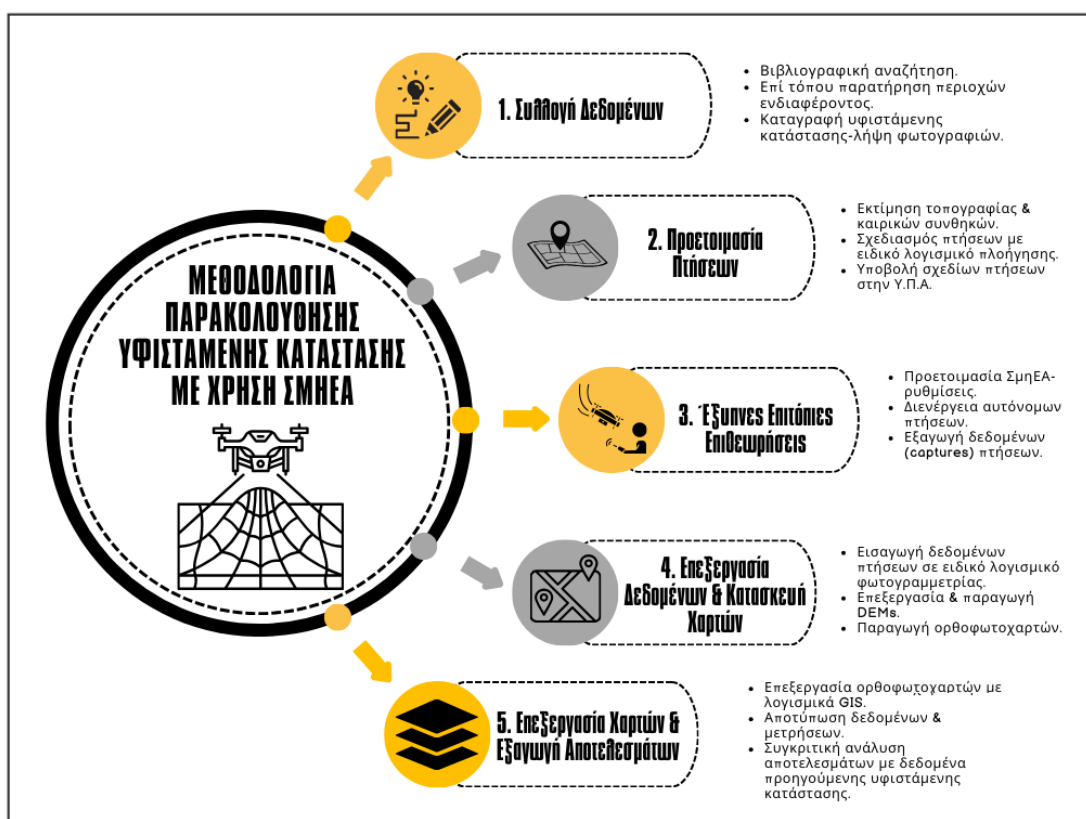 ΜΕΘΟΔΟΛΟΓΙΑ
ΠΑΡΑΚΟΛΟΥΘΗΣΗΣ
ΥΦΙΣΤΑΜΕΝΗΣ ΚΑΤΑΣΤΑΣΗΣ
ΜΕ ΧΡΗΣΗ ΣΜΗΕΑ
1. Συλλογή Δεδομένων
• Βιβλιογραφική αναζήτηση.
• Επί τόπου παρατήρηση περιοχών
ενδιαφέροντος.
• Καταγραφή υφιστάμενης
κατάστασης-λήψη φωτογραφιών.
2. Προετοιμασία
Πτήσεων
• Εκτίμηση τοπογραφίας &
καιρικών συνθηκών.
• Σχεδιασμός πτήσεων με
ειδικό λογισμικό πλοήγησης.
• Υποβολή σχεδίων πτήσεων
στην Υ.Π.Α.
3. Έξυπνες Επιτόπιες
Επιθεωρήσεις
• Προετοιμασία ΣμηΕΑ-
ρυθμίσεις.
• Διενέργεια αυτόνομων
πτήσεων.
• Εξαγωγή δεδομένων
(captures) πτήσεων.
4. Επεξεργασία
Δεδομένων & Κατασκευή
Χαρτών
• Εισαγωγή δεδομένων
πτήσεων σε ειδικό λογισμικό
φωτογραμμετρίας.
• Επεξεργασία & παραγωγή
DEMs.
• Παραγωγή ορθοφωτοχαρτών.
5. Επεξεργασία Χαρτών &
Εξαγωγή Αποτελεσμάτων
• Επεξεργασία ορθοφωτοχαρτών με
λογισμικά GIS.
• Αποτύπωση δεδομένων &
μετρήσεων.
• Συγκριτική ανάλυση
αποτελεσμάτων με δεδομένα
προηγούμενης υφιστάμενης
κατάστασης.